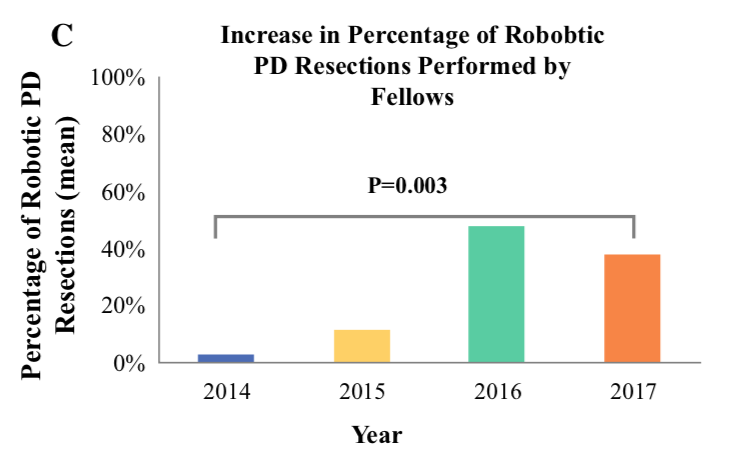 C
Increase in Percentage of Robobtic
PD Resections Performed by
Fellows
Percentage of Robotic PD
Resections (mean)
100%
80%
60%
40%
20%
0%
P=0.003
2014 2015 2016 2017
Year